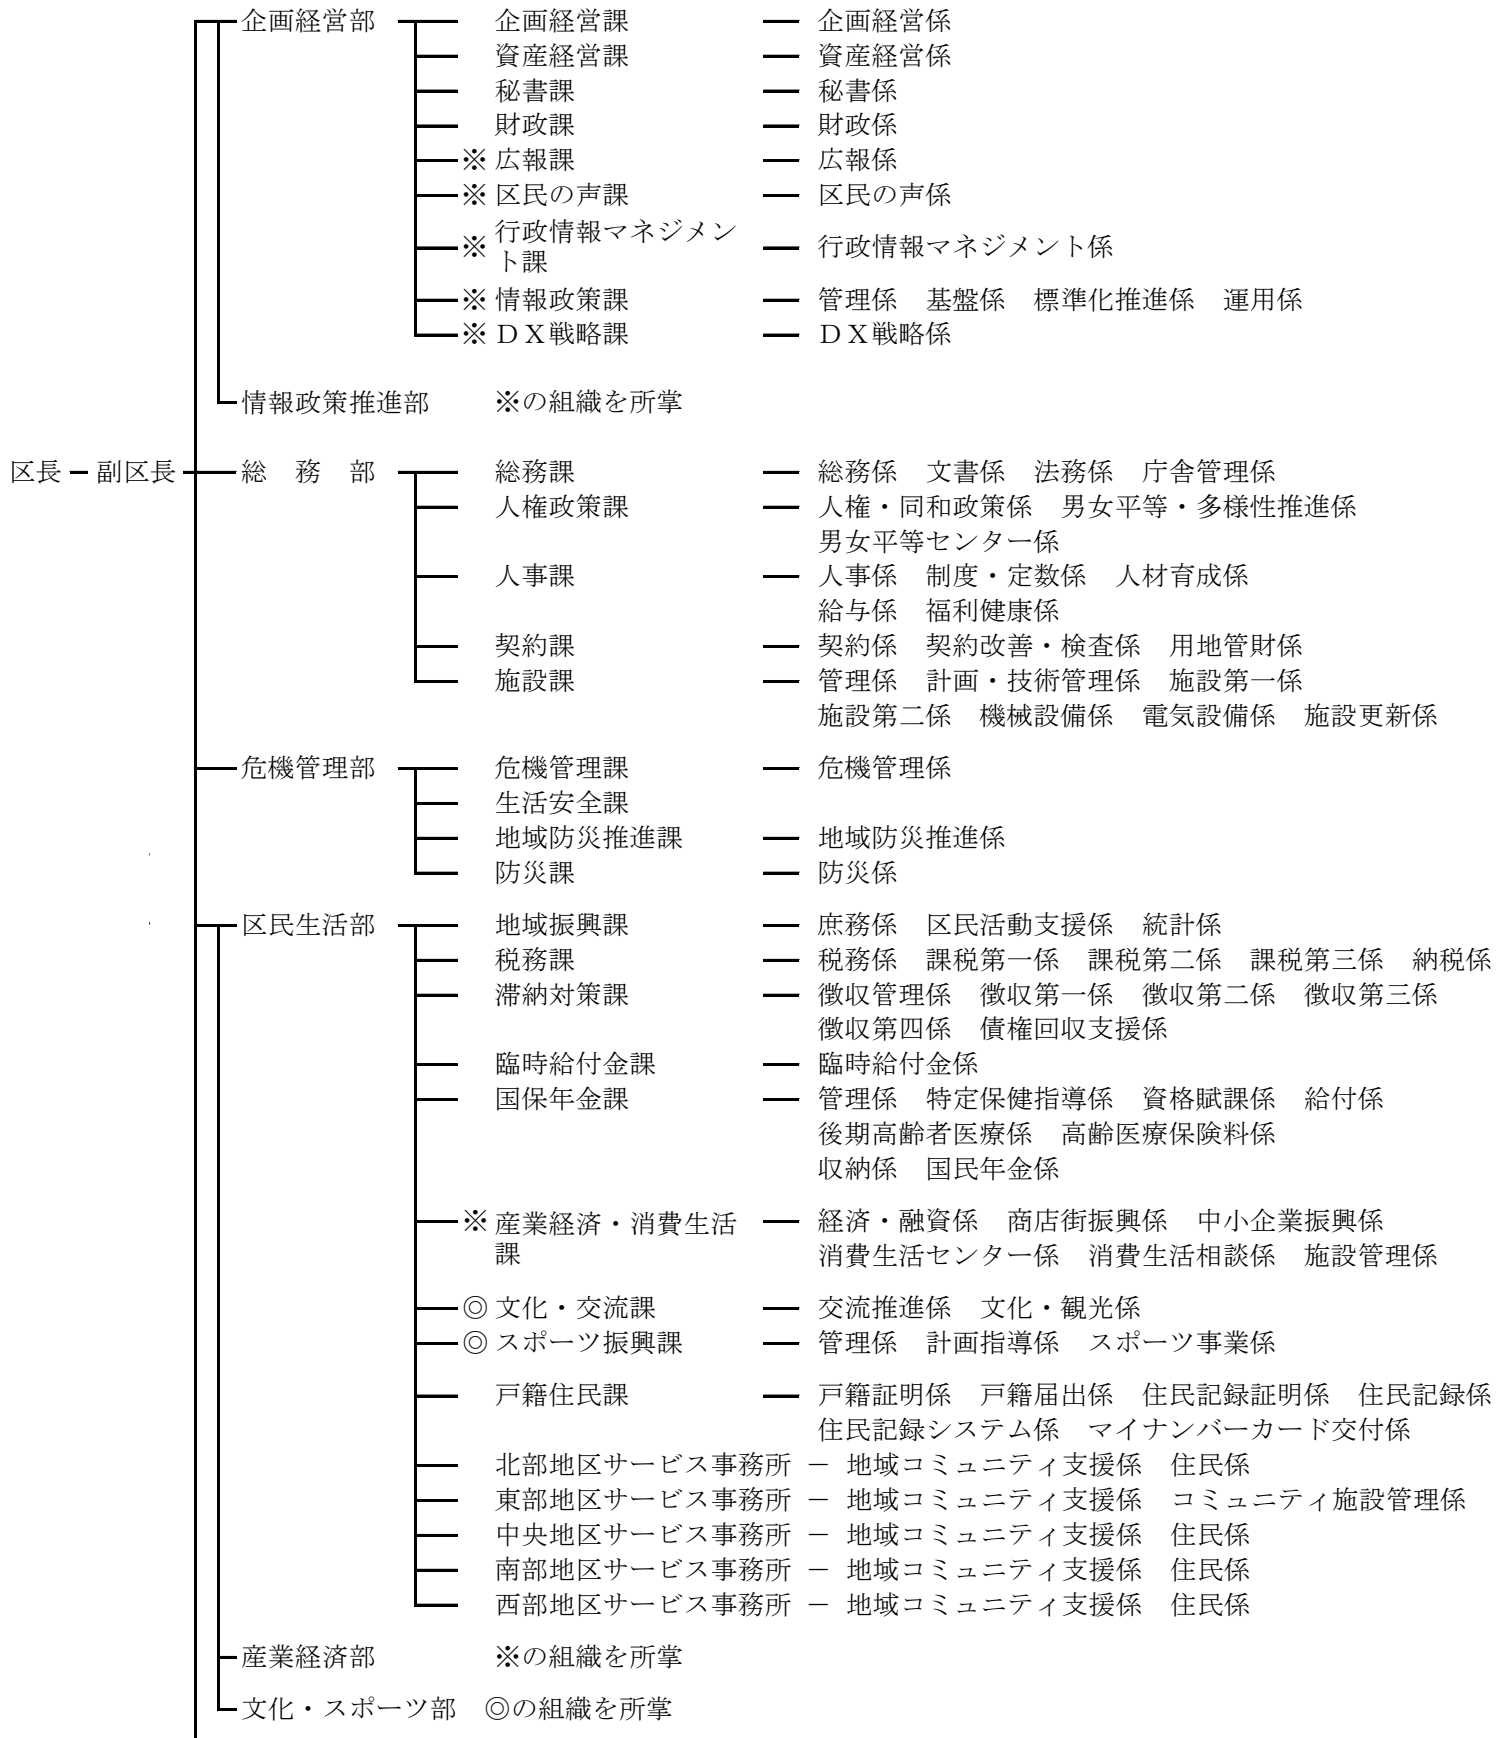 企画経営部 企画経営課 企画経営係
資産経営課 資産経営係
秘書課 秘書係
財政課 財政係
※ 広報課 広報係
※ 区民の声課 区民の声係
※ 行政情報マネジメン
ト課 行政情報マネジメント係
※ 情報政策課 管理係 基盤係 標準化推進係 運用係
※ ＤＸ戦略課 ＤＸ戦略係
情報政策推進部 ※の組織を所掌
区長 副区長 総　務　部 総務課 総務係 文書係 法務係 庁舎管理係
人権政策課 人権・同和政策係 男女平等・多様性推進係
男女平等センター係
人事課 人事係 制度・定数係 人材育成係
給与係 福利健康係
契約課 契約係 契約改善・検査係 用地管財係
施設課 管理係 計画・技術管理係 施設第一係
施設第二係 機械設備係 電気設備係 施設更新係
危機管理部 危機管理課 危機管理係
生活安全課
地域防災推進課 地域防災推進係
防災課 防災係
区民生活部 地域振興課 庶務係 区民活動支援係 統計係
税務課 税務係 課税第一係 課税第二係 課税第三係 納税係
滞納対策課 徴収管理係 徴収第一係 徴収第二係 徴収第三係
徴収第四係 債権回収支援係
臨時給付金課 臨時給付金係
国保年金課 管理係 特定保健指導係 資格賦課係 給付係
後期高齢者医療係 高齢医療保険料係
収納係 国民年金係
※ 産業経済・消費生活 経済・融資係 商店街振興係 中小企業振興係
課 消費生活センター係 消費生活相談係 施設管理係
◎ 文化・交流課 交流推進係 文化・観光係
◎ スポーツ振興課 管理係 計画指導係 スポーツ事業係
戸籍住民課 戸籍証明係 戸籍届出係 住民記録証明係 住民記録係
住民記録システム係 マイナンバーカード交付係
北部地区サービス事務所 － 地域コミュニティ支援係 住民係
東部地区サービス事務所 － 地域コミュニティ支援係 コミュニティ施設管理係
中央地区サービス事務所 － 地域コミュニティ支援係 住民係
南部地区サービス事務所 － 地域コミュニティ支援係 住民係
西部地区サービス事務所 － 地域コミュニティ支援係 住民係
産業経済部 ※の組織を所掌
文化・スポーツ部 ◎の組織を所掌